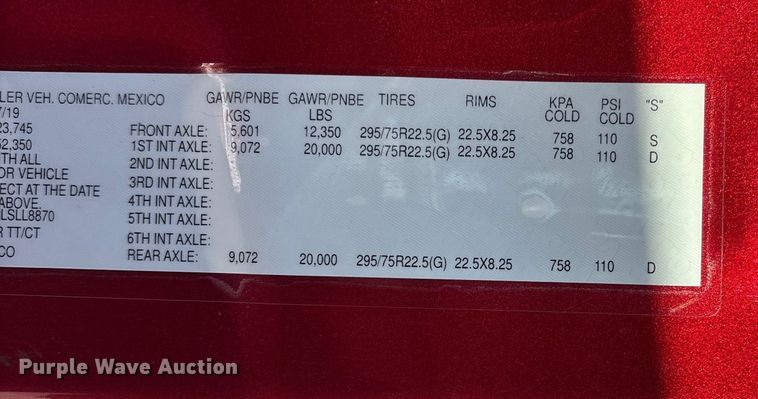 LER VEH. COMERC. MEXICO GAWR/PNBE GAWR/PNBE TIRES RIMS KPA PSI "S"
7/19 KGS LBS COLD COLD
23,745 FRONT AXLE: 5,601 12,350 295/75R22.5(G) 22.5X8.25 758 110 S
52,350 1ST INT AXLE: 9,072 20,000 295/75R22.5(G) 22.5X8.25 758 110 D
ITH ALL 2ND INT AXLE:
OR VEHICLE 3RD INT AXLE:
ECT AT THE DATE 4TH INT AXLE:
ABOVE. 5TH INT AXLE:
LSLL8870 6TH INT AXLE:
R TT/CT REAR AXLE: 9,072 20,000 295/75R22.5(G) 22.5X8.25 758 110 D
CO
Purple Wave Auction